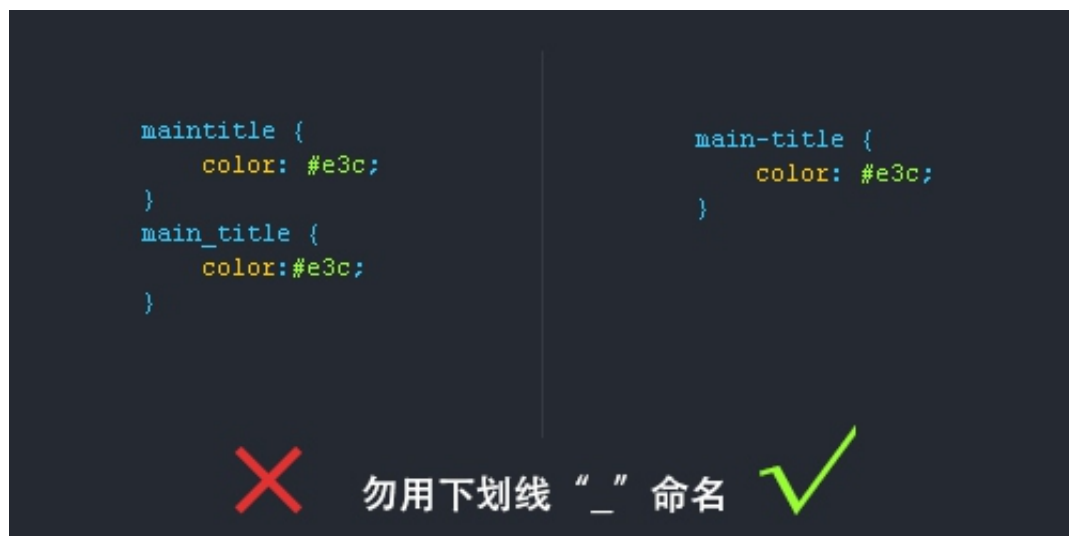 maintitle {
    color: #e3c;
}
main_title {
    color:#e3c;
}
main-title {
    color: #e3c;
}
勿用下划线“_”命名